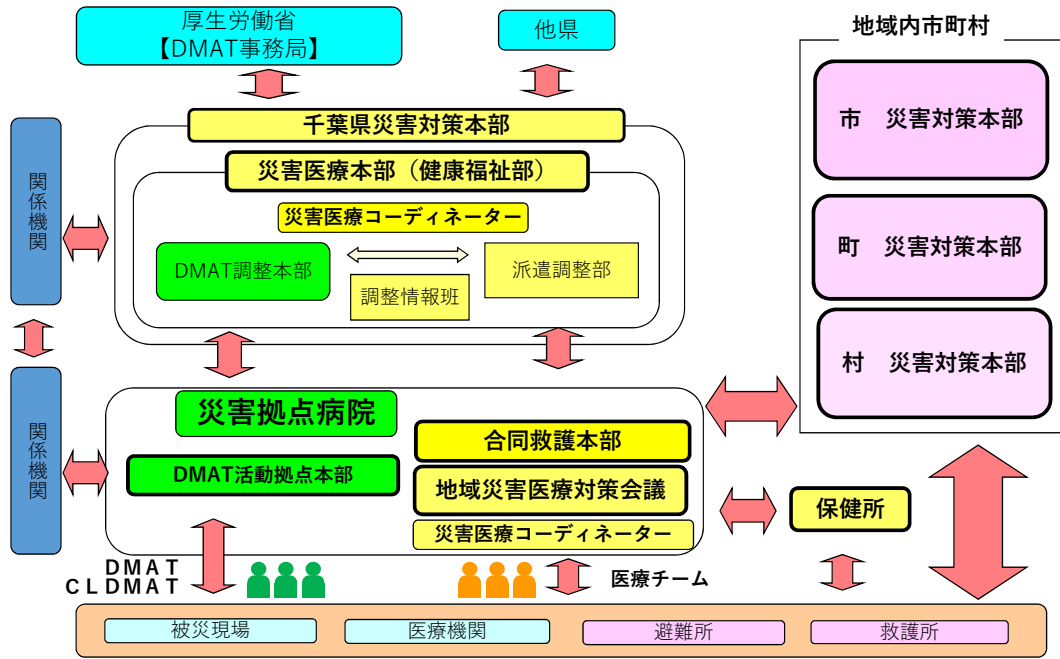 厚生労働省
【DMAT事務局】
他県
地域内市町村
千葉県災害対策本部
災害医療本部（健康福祉部）
災害医療コーディネーター
DMAT調整本部
派遣調整部
調整情報班
関係機関
市　災害対策本部
町　災害対策本部
村　災害対策本部
関係機関
災害拠点病院
合同救護本部
DMAT活動拠点本部
地域災害医療対策会議
災害医療コーディネーター
保健所
ＤＭＡＴ
ＣＬＤＭＡＴ
医療チーム
被災現場
医療機関
避難所
救護所